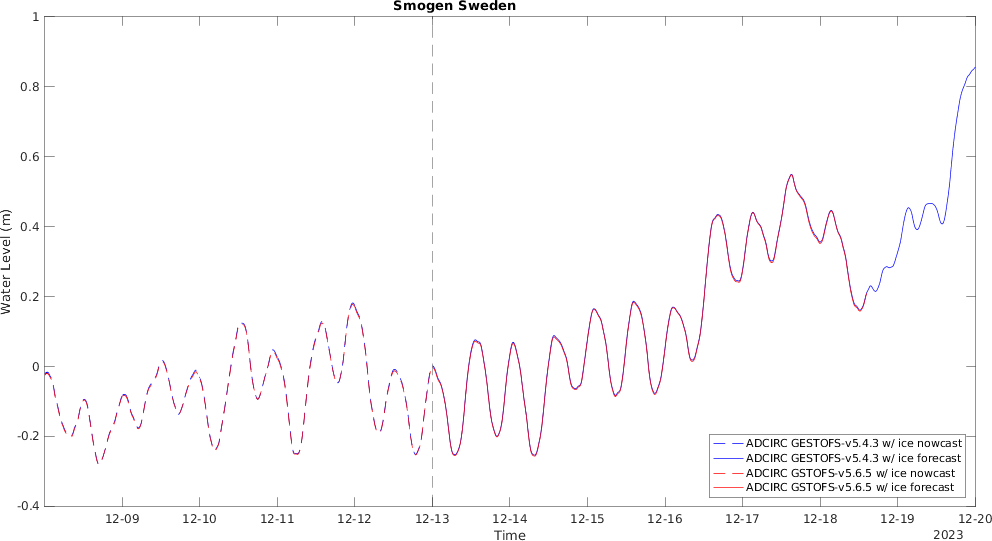 Smogen Sweden
1
0.8
0.6
0.4
0.2
0
-0.2
-0.4
Water Level (m)
ADCIRC GESTOFS-v5.4.3 w/ ice nowcast
ADCIRC GESTOFS-v5.4.3 w/ ice forecast
ADCIRC GSTOFS-v5.6.5 w/ ice nowcast
ADCIRC GSTOFS-v5.6.5 w/ ice forecast
12-09 12-10 12-11 12-12 12-13 12-14 12-15 12-16 12-17 12-18 12-19 12-20
Time
2023